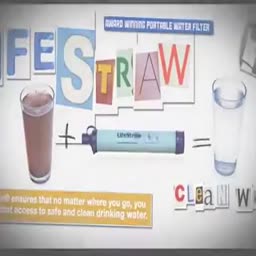 AWARD WINNING PORTABLE WATER FILTER
FESTRAW
+
LifeStraw
=
CLEAN W
ensures that no matter where you go, you
access to safe and clean drinking water.